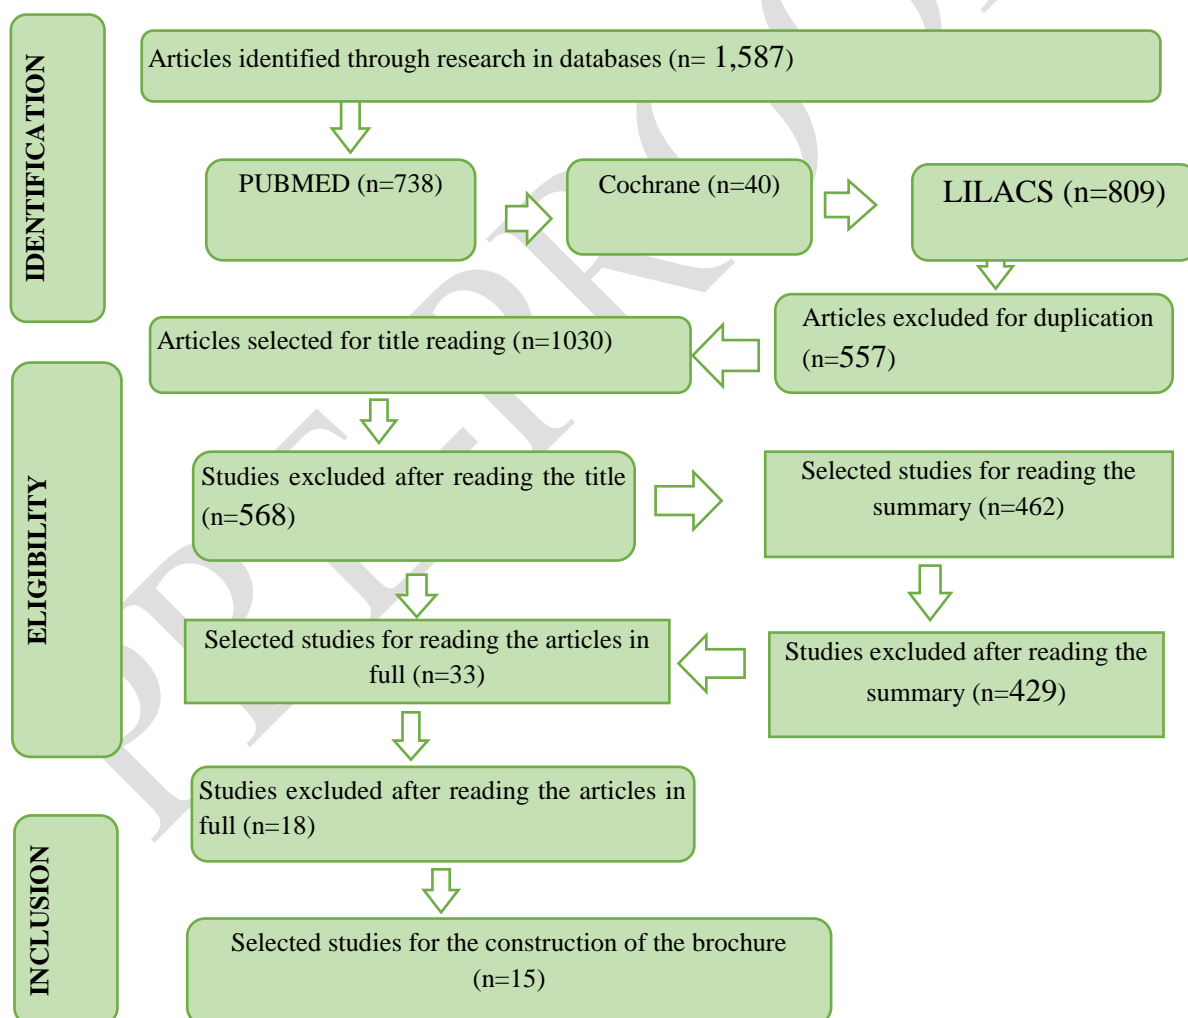 IDENTIFICATION
Articles identified through research in databases (n= 1,587)
PUBMED (n=738)
Cochrane (n=40)
LILACS (n=809)
Articles excluded for duplication
(n=557)
Articles selected for title reading (n=1030)
ELIGIBILITY
Studies excluded after reading the title
(n=568)
Selected studies for reading the
summary (n=462)
Selected studies for reading the articles in
full (n=33)
Studies excluded after reading the
summary (n=429)
Studies excluded after reading the articles in
full (n=18)
INCLUSION
Selected studies for the construction of the brochure
(n=15)